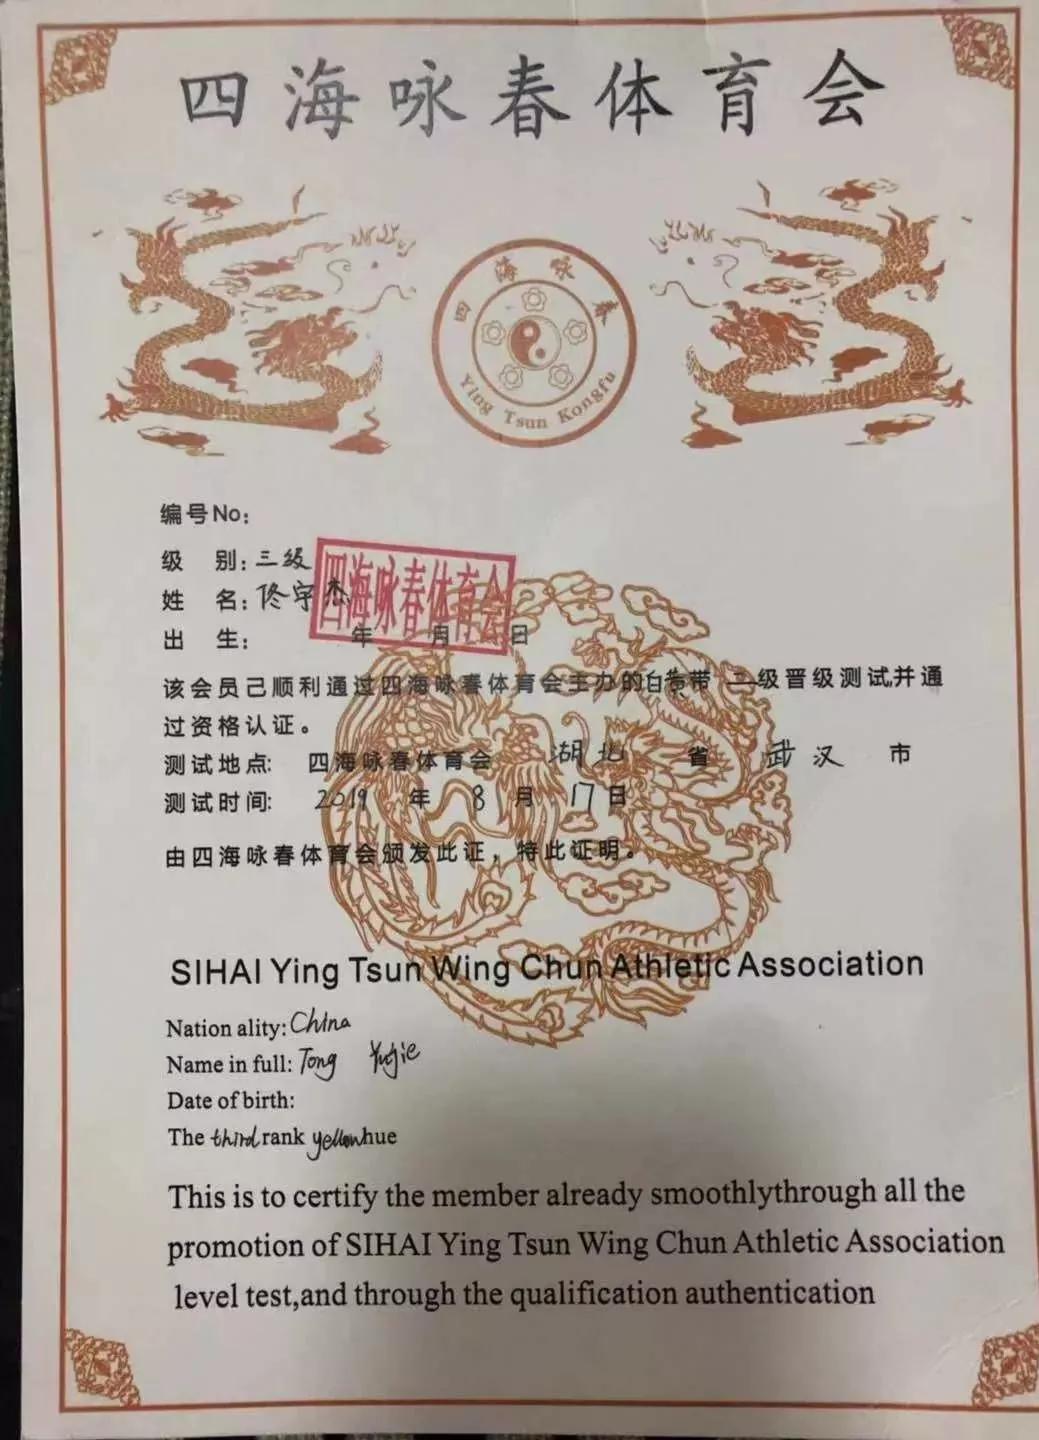 四海咏春体育会
四海咏春
Ying Tsun Kongfu
编号No:
级 别: 三级
姓 名: 佟宇杰
四海咏春体育会
出 生: 年 月 日
该会员己顺利通过四海咏春体育会主办的白黄带 三级晋级测试并通
过资格认证。
测试地点: 四海咏春体育会 湖北 省 武汉 市
测试时间: 2019 年 8 月 17 日
由四海咏春体育会颁发此证，特此证明。
SIHAI Ying Tsun Wing Chun Athletic Association
Nation ality: China
Name in full: Tong Yujie
Date of birth:
The third rank yellow hue
This is to certify the member already smoothlythrough all the
promotion of SIHAI Ying Tsun Wing Chun Athletic Association
level test,and through the qualification authentication